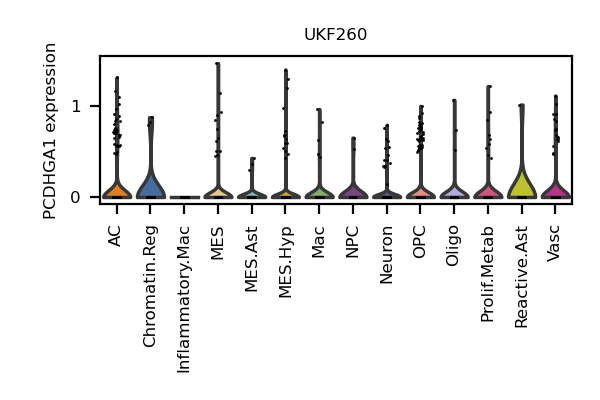 UKF260
PCDHGA1 expression
1
0
AC
Chromatin.Reg
Inflammatory.Mac
MES
MES.Ast
MES.Hyp
Mac
NPC
Neuron
OPC
Oligo
Prolif.Metab
Reactive.Ast
Vasc